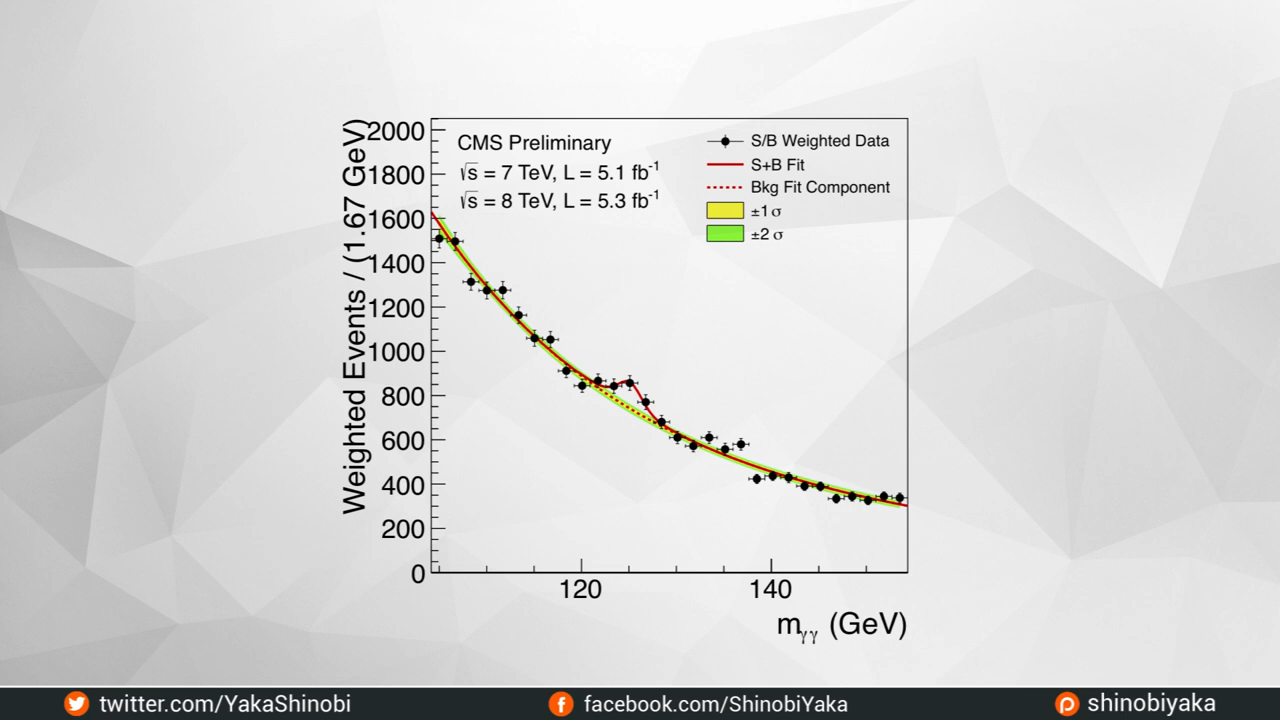 Weighted Events / (1.67 GeV)
2000
1800
1600
1400
1200
1000
800
600
400
200
0
CMS Preliminary
√s = 7 TeV, L = 5.1 fb⁻¹
√s = 8 TeV, L = 5.3 fb⁻¹
S/B Weighted Data
S+B Fit
Bkg Fit Component
±1 σ
±2 σ
120 140
mγγ (GeV)
twitter.com/YakaShinobi facebook.com/ShinobiYaka shinobiyaka